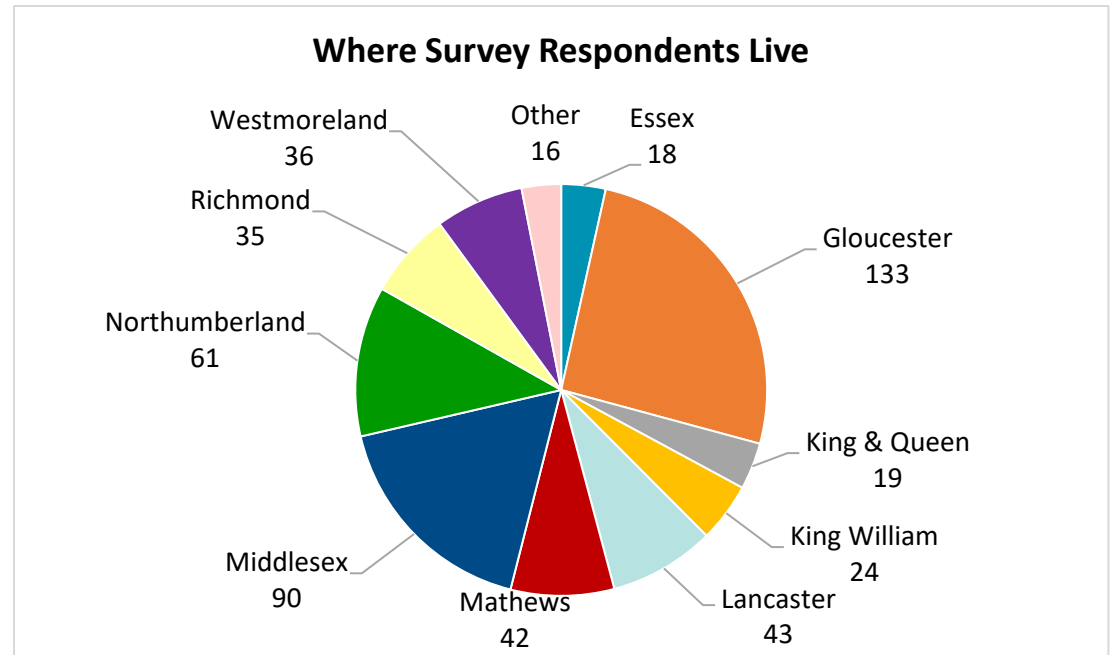 Where Survey Respondents Live
Other
16
Essex
18
Gloucester
133
King & Queen
19
King William
24
Lancaster
43
Mathews
42
Middlesex
90
Northumberland
61
Richmond
35
Westmoreland
36